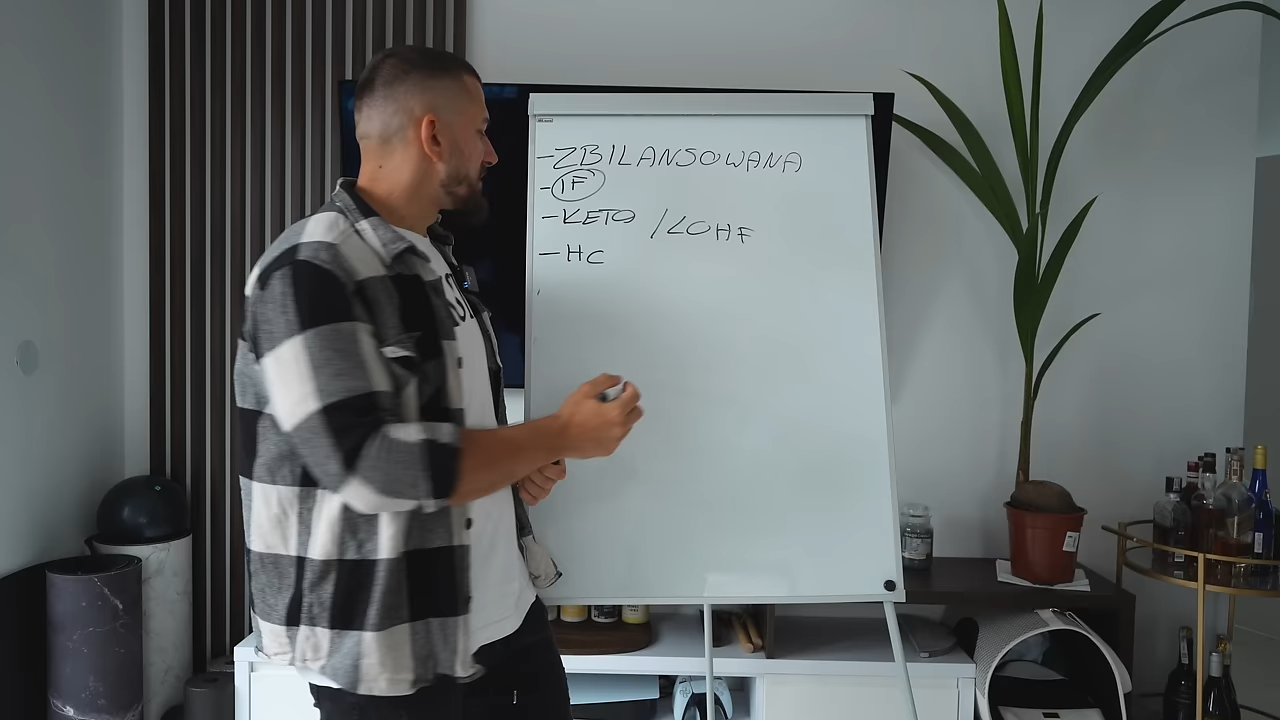 - ZBILANSOWANA
- IF
- KETO / LCHF
- HC